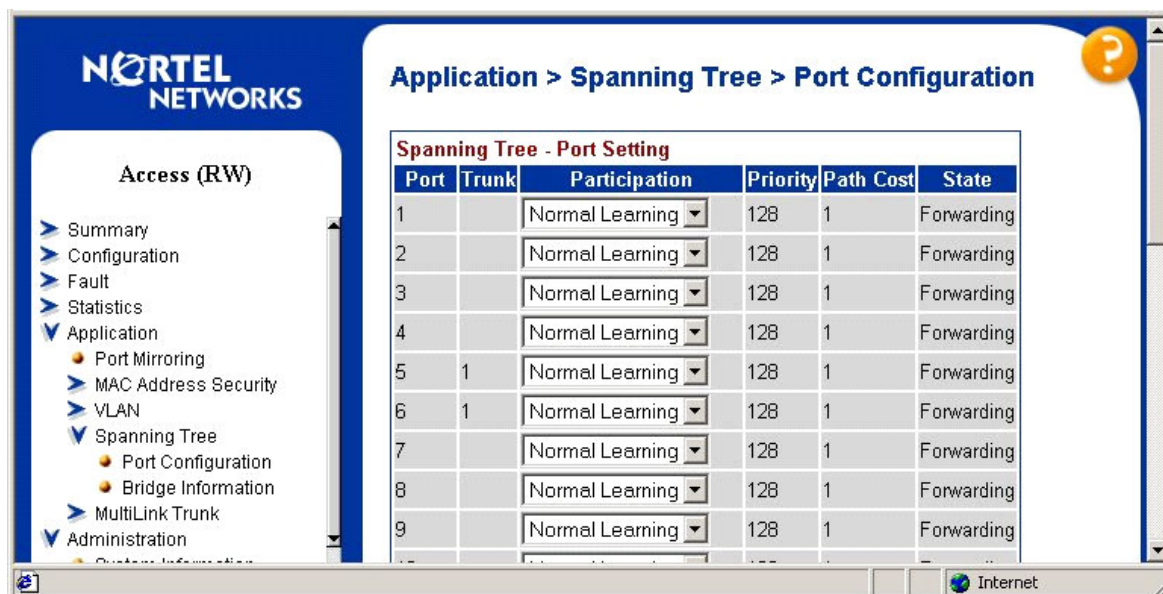 NORTEL
NETWORKS
Access (RW)
Summary
Configuration
Fault
Statistics
Application
Port Mirroring
MAC Address Security
VLAN
Spanning Tree
Port Configuration
Bridge Information
MultiLink Trunk
Administration
System Information
Application > Spanning Tree > Port Configuration
?
Spanning Tree - Port Setting
Port Trunk Participation Priority Path Cost State
1 Normal Learning 128 1 Forwarding
2 Normal Learning 128 1 Forwarding
3 Normal Learning 128 1 Forwarding
4 Normal Learning 128 1 Forwarding
5 1 Normal Learning 128 1 Forwarding
6 1 Normal Learning 128 1 Forwarding
7 Normal Learning 128 1 Forwarding
8 Normal Learning 128 1 Forwarding
9 Normal Learning 128 1 Forwarding
Internet